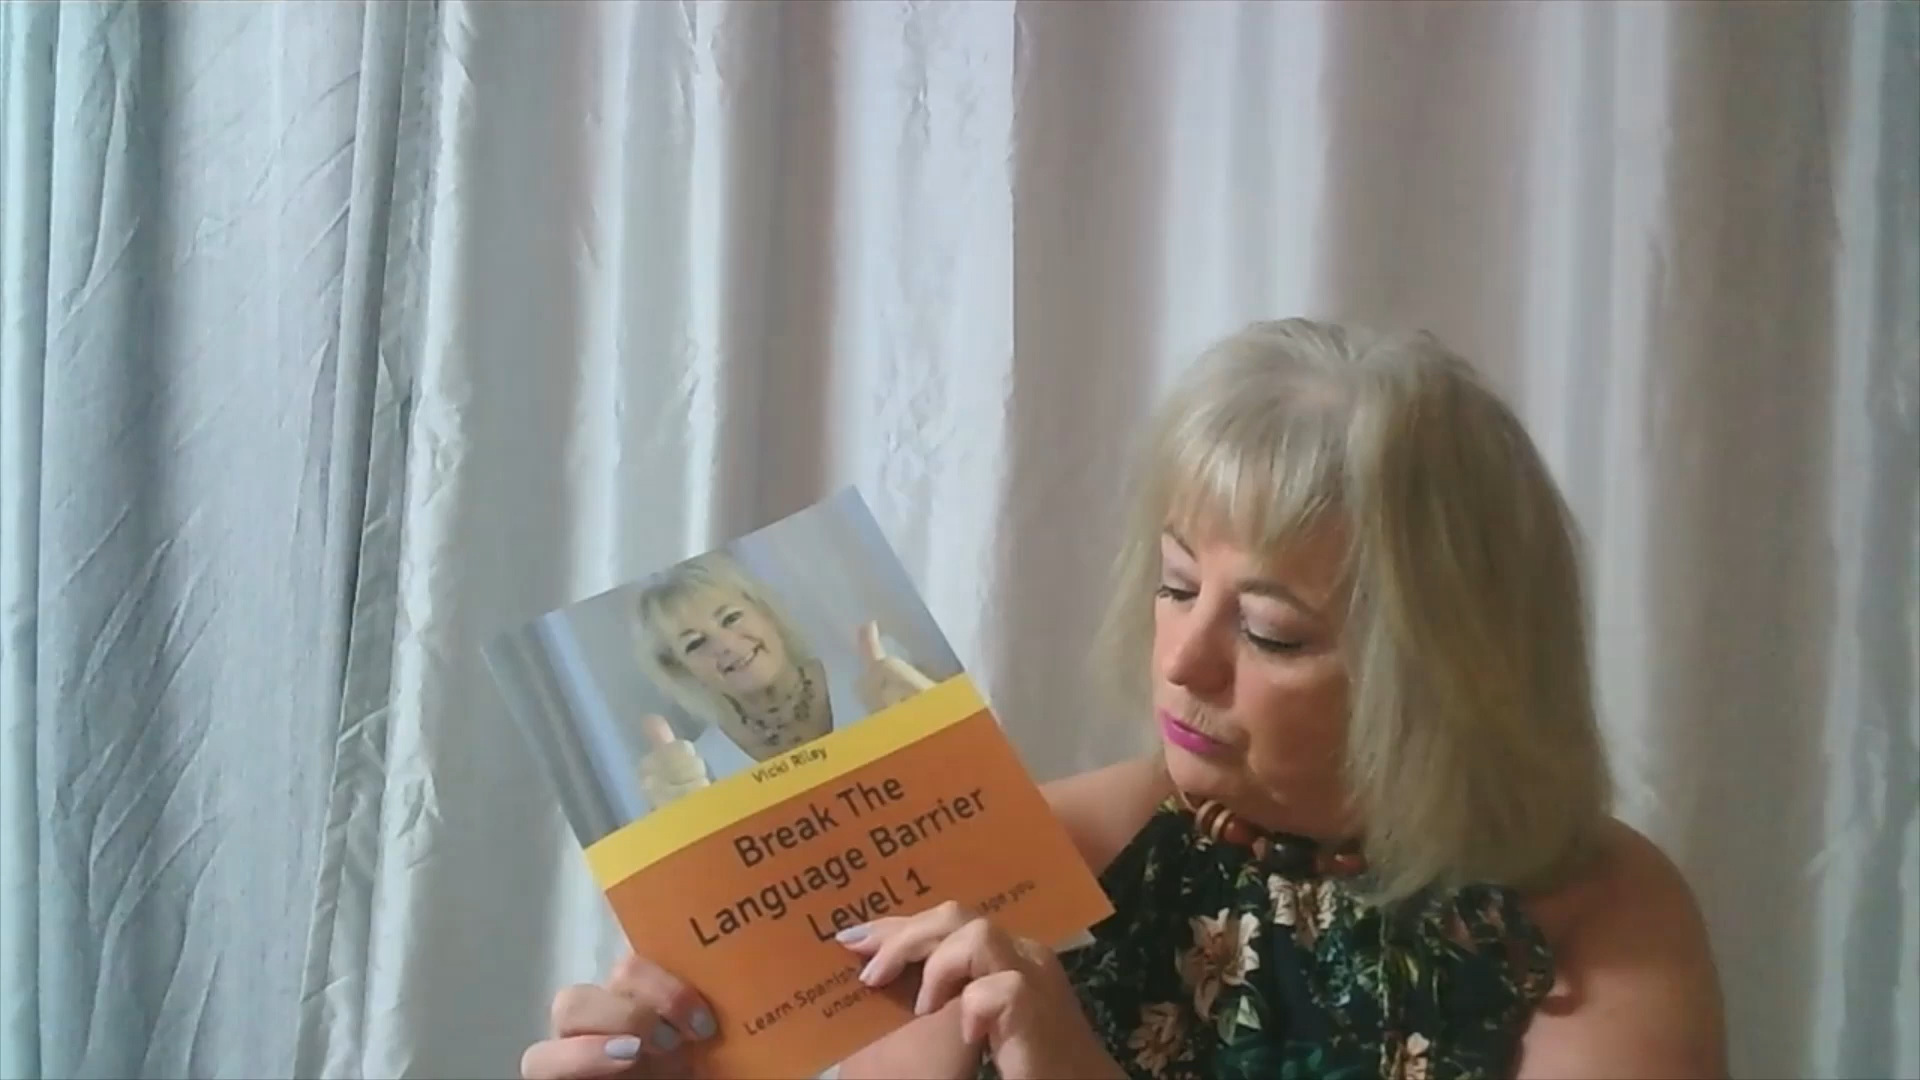 Vicki Riley
Break The
Language Barrier
Level 1
Learn Spanish age you
under